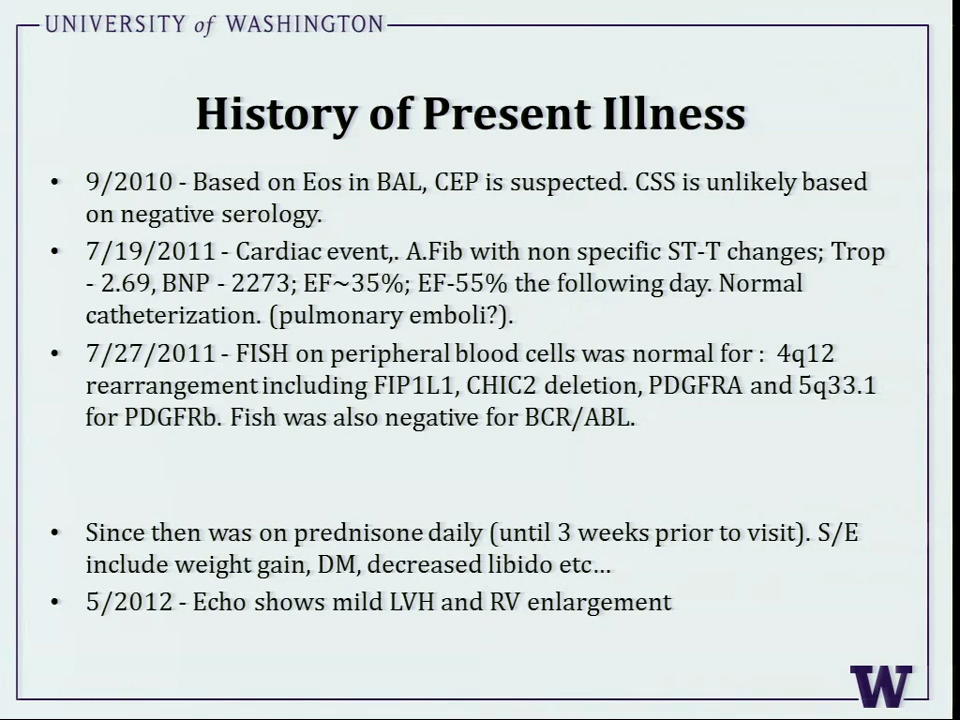 UNIVERSITY of WASHINGTON
History of Present Illness
• 9/2010 - Based on Eos in BAL, CEP is suspected. CSS is unlikely based
on negative serology.
• 7/19/2011 - Cardiac event,. A.Fib with non specific ST-T changes; Trop
- 2.69, BNP - 2273; EF~35%; EF-55% the following day. Normal
catheterization. (pulmonary emboli?).
• 7/27/2011 - FISH on peripheral blood cells was normal for : 4q12
rearrangement including FIP1L1, CHIC2 deletion, PDGFRA and 5q33.1
for PDGFRb. Fish was also negative for BCR/ABL.
• Since then was on prednisone daily (until 3 weeks prior to visit). S/E
include weight gain, DM, decreased libido etc...
• 5/2012 - Echo shows mild LVH and RV enlargement
W